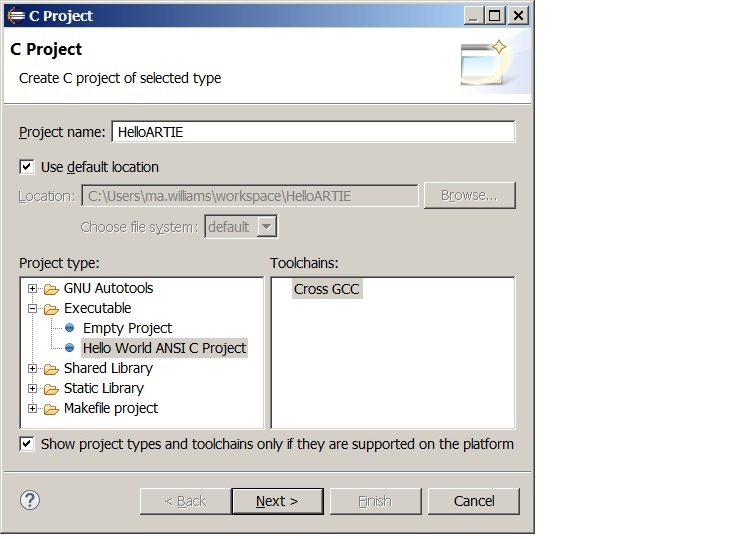 C Project
C Project
Create C project of selected type
Project name: HelloARTIE
Use default location
Location: C:\Users\ma.williams\workspace\HelloARTIE Browse...
Choose file system: default
Project type: Toolchains:
GNU Autotools Cross GCC
Executable
Empty Project
Hello World ANSI C Project
Shared Library
Static Library
Makefile project
Show project types and toolchains only if they are supported on the platform
? < Back Next > Finish Cancel